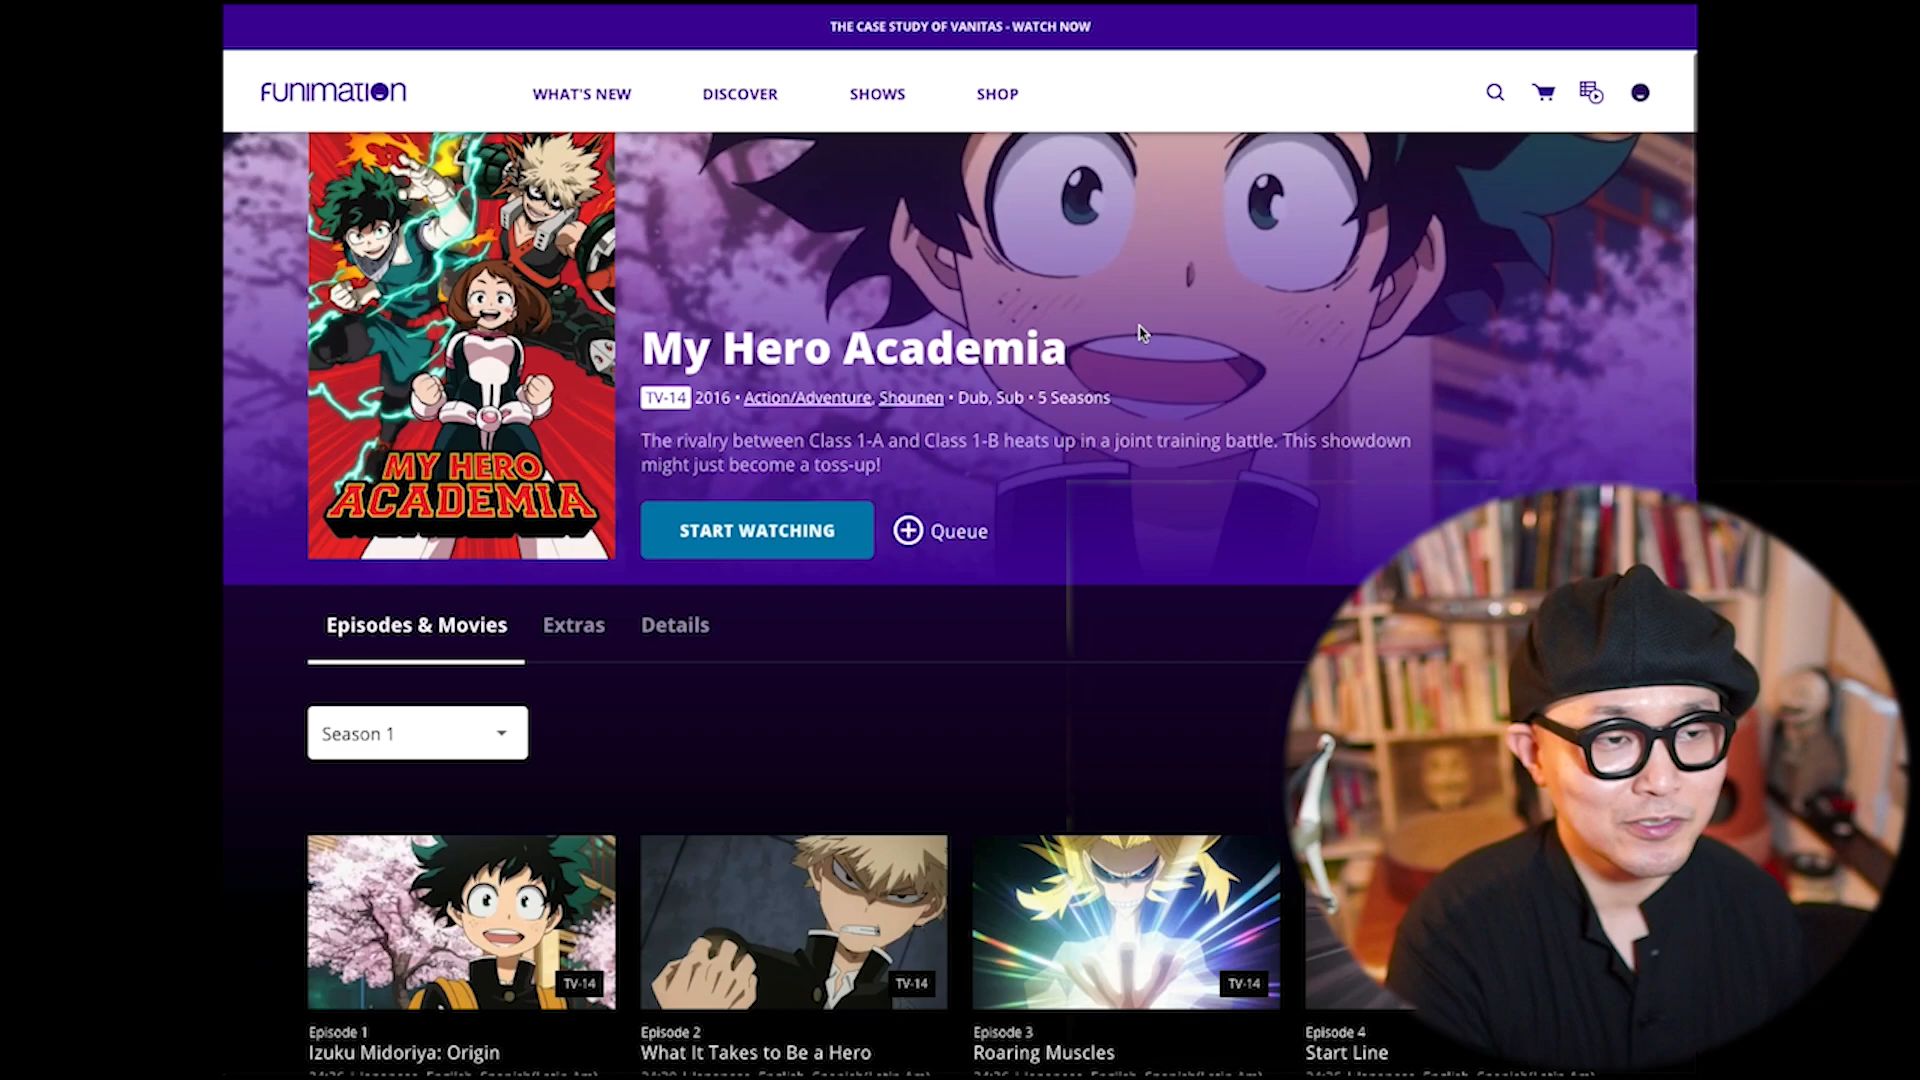 THE CASE STUDY OF VANITAS - WATCH NOW
FUNIMATION
WHAT'S NEW
DISCOVER
SHOWS
SHOP
MY HERO
ACADEMIA
My Hero Academia
TV-14 2016 • Action/Adventure, Shounen • Dub, Sub • 5 Seasons
The rivalry between Class 1-A and Class 1-B heats up in a joint training battle. This showdown
might just become a toss-up!
START WATCHING
Queue
Episodes & Movies
Extras
Details
Season 1
TV-14
TV-14
TV-14
Episode 1
Izuku Midoriya: Origin
Episode 2
What It Takes to Be a Hero
Episode 3
Roaring Muscles
Episode 4
Start Line